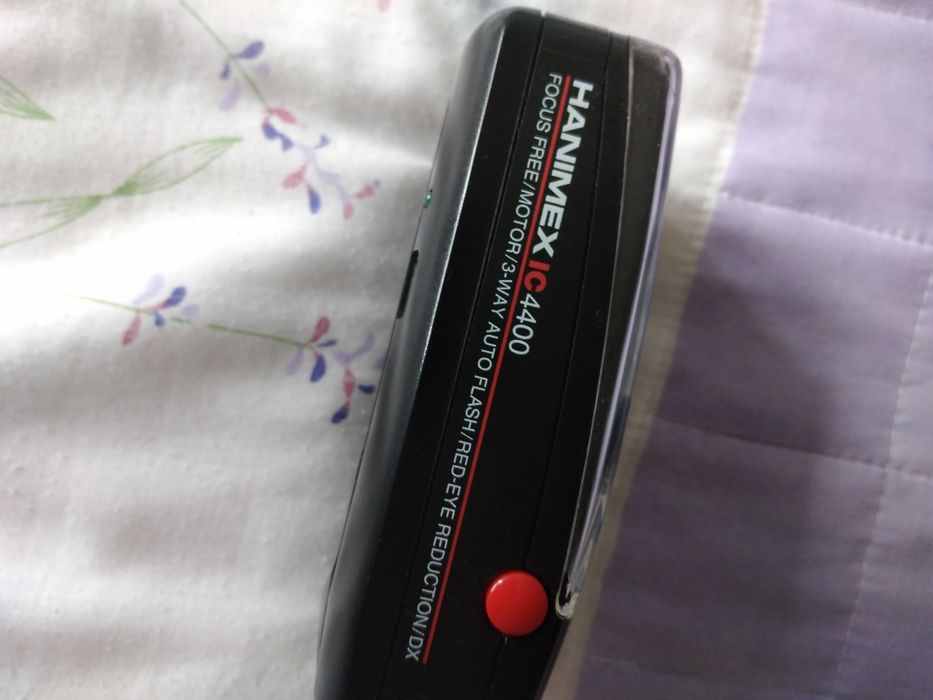 HANIMEX IC4400
FOCUS FREE/MOTOR/3-WAY AUTO FLASH/RED-EYE REDUCTION/DX